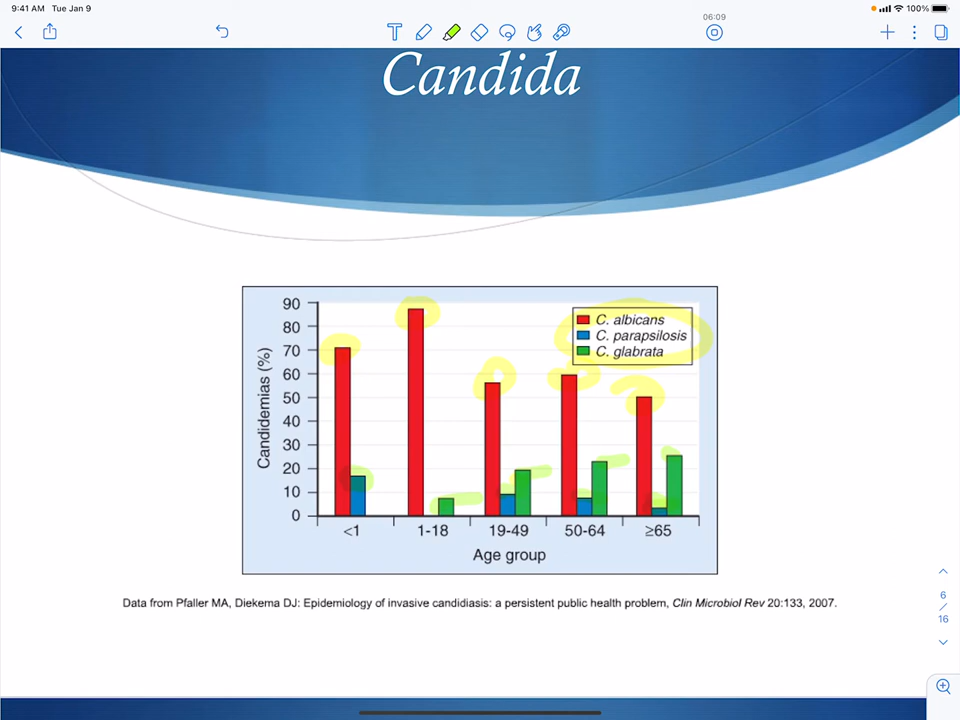 9:41 AM Tue Jan 9
100%
06:09
Candida
90
80
70
60
50
40
30
20
10
0
Candidemias (%)
C. albicans
C. parapsilosis
C. glabrata
<1 1-18 19-49 50-64 ≥65
Age group
Data from Pfaller MA, Diekema DJ: Epidemiology of invasive candidiasis: a persistent public health problem, Clin Microbiol Rev 20:133, 2007.
6
/
16